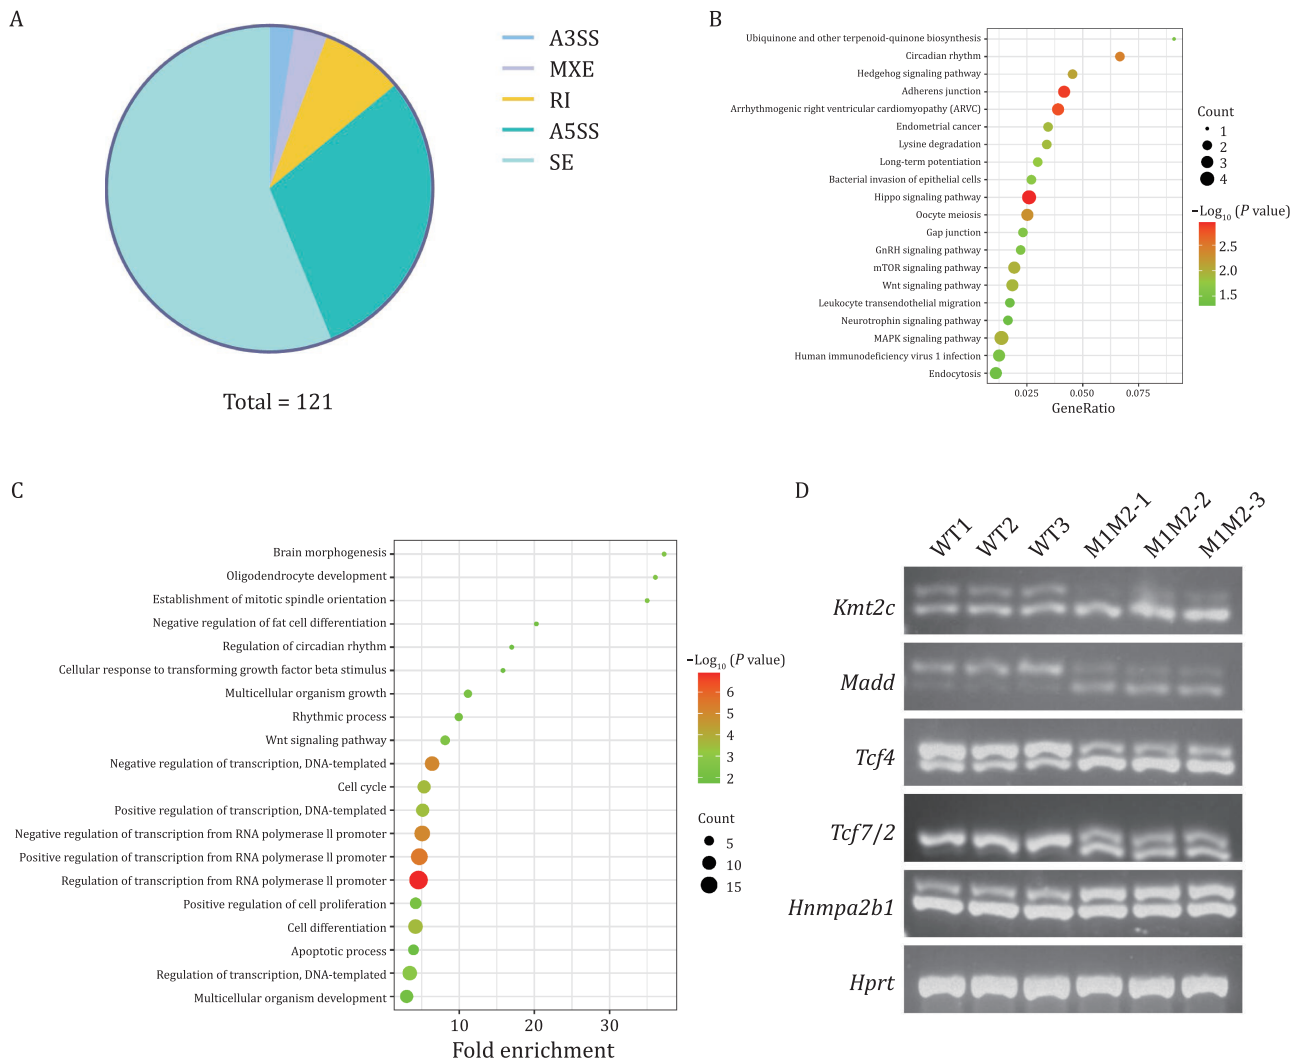 A
A3SS
MXE
RI
A5SS
SE
Total = 121
B
Ubiquinone and other terpenoid-quinone biosynthesis
Circadian rhythm
Hedgehog signaling pathway
Adherens junction
Arrhythmogenic right ventricular cardiomyopathy (ARVC)
Endometrial cancer
Lysine degradation
Long-term potentiation
Bacterial invasion of epithelial cells
Hippo signaling pathway
Oocyte meiosis
Gap junction
GnRH signaling pathway
mTOR signaling pathway
Wnt signaling pathway
Leukocyte transendothelial migration
Neurotrophin signaling pathway
MAPK signaling pathway
Human immunodeficiency virus 1 infection
Endocytosis
0.025 0.050 0.075
GeneRatio
Count
1
2
3
4
−Log10 (P value)
2.5
2.0
1.5
C
Brain morphogenesis
Oligodendrocyte development
Establishment of mitotic spindle orientation
Negative regulation of fat cell differentiation
Regulation of circadian rhythm
Cellular response to transforming growth factor beta stimulus
Multicellular organism growth
Rhythmic process
Wnt signaling pathway
Negative regulation of transcription, DNA-templated
Cell cycle
Positive regulation of transcription, DNA-templated
Negative regulation of transcription from RNA polymerase ll promoter
Positive regulation of transcription from RNA polymerase ll promoter
Regulation of transcription from RNA polymerase ll promoter
Positive regulation of cell proliferation
Cell differentiation
Apoptotic process
Regulation of transcription, DNA-templated
Multicellular organism development
10 20 30
Fold enrichment
−Log10 (P value)
6
5
4
3
2
Count
5
10
15
D
WT1 WT2 WT3 M1M2-1 M1M2-2 M1M2-3
Kmt2c
Madd
Tcf4
Tcf7/2
Hnmpa2b1
Hprt